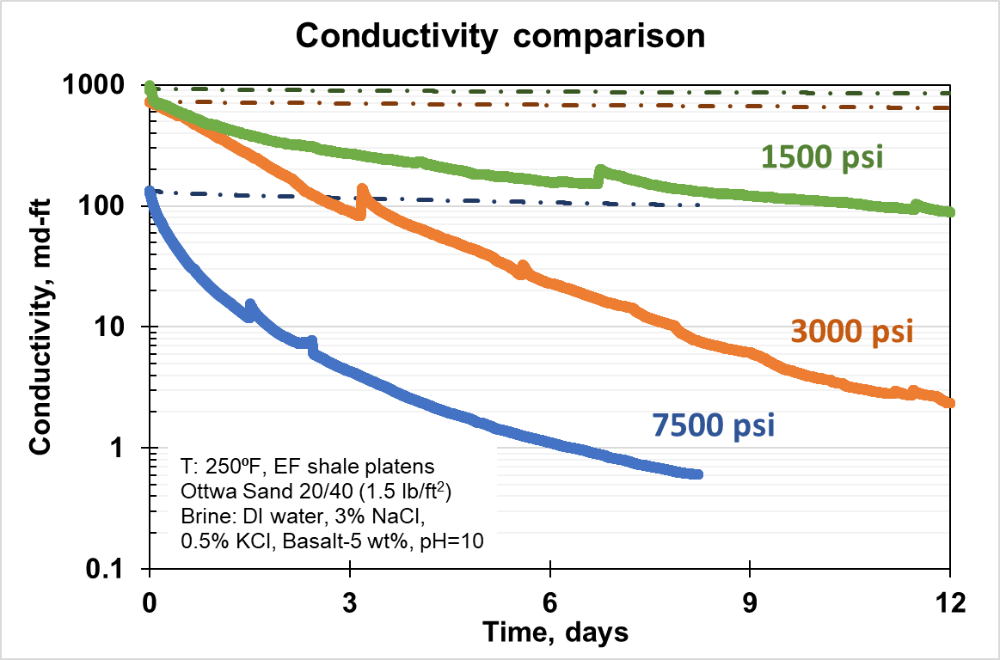 Conductivity comparison
1000
100
10
1
0.1
Conductivity, md-ft
1500 psi
3000 psi
7500 psi
T: 250ºF, EF shale platens
Ottwa Sand 20/40 (1.5 lb/ft²)
Brine: DI water, 3% NaCl,
0.5% KCl, Basalt-5 wt%, pH=10
0 3 6 9 12
Time, days